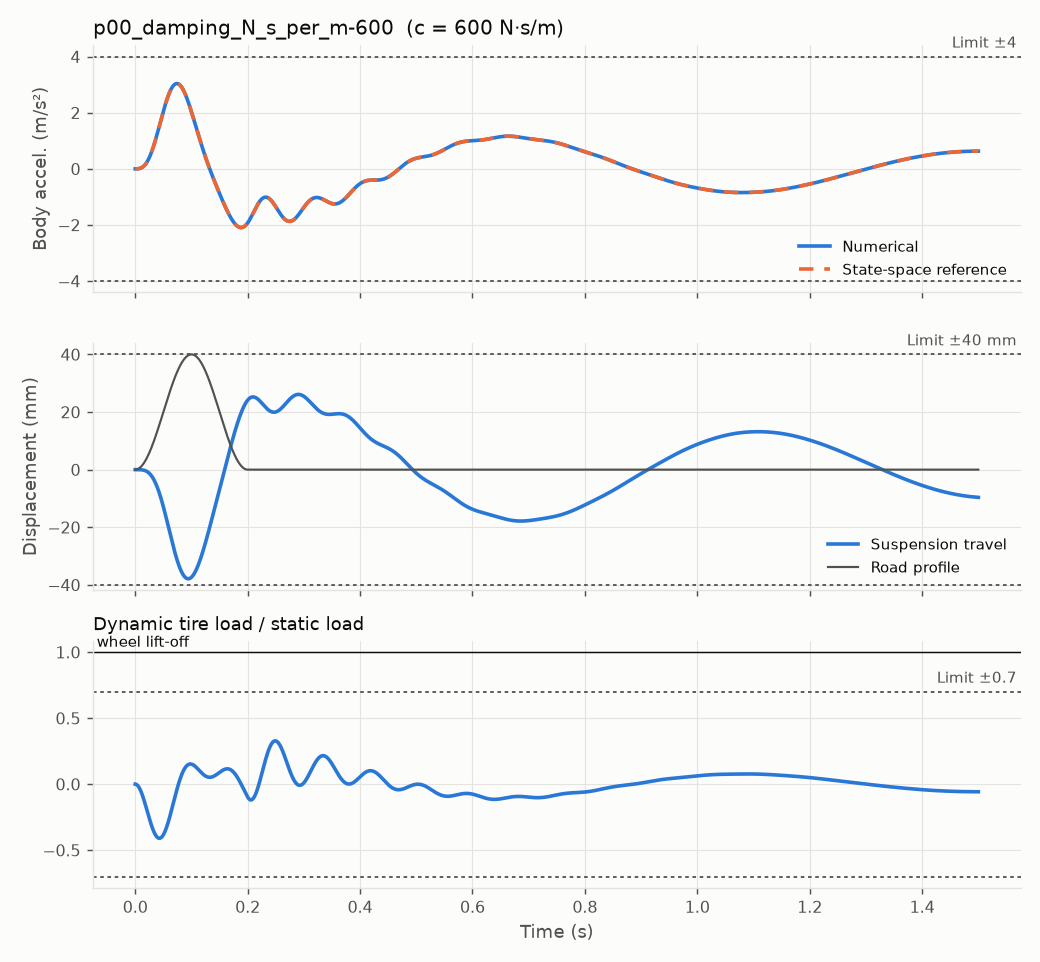 p00_damping_N_s_per_m-600  (c = 600 N·s/m)
Limit ±4
4
2
0
−2
−4
Body accel. (m/s²)
Numerical
State-space reference
Limit ±40 mm
40
20
0
−20
−40
Displacement (mm)
Suspension travel
Road profile
Dynamic tire load / static load
wheel lift-off
Limit ±0.7
1.0
0.5
0.0
−0.5
0.0 0.2 0.4 0.6 0.8 1.0 1.2 1.4
Time (s)